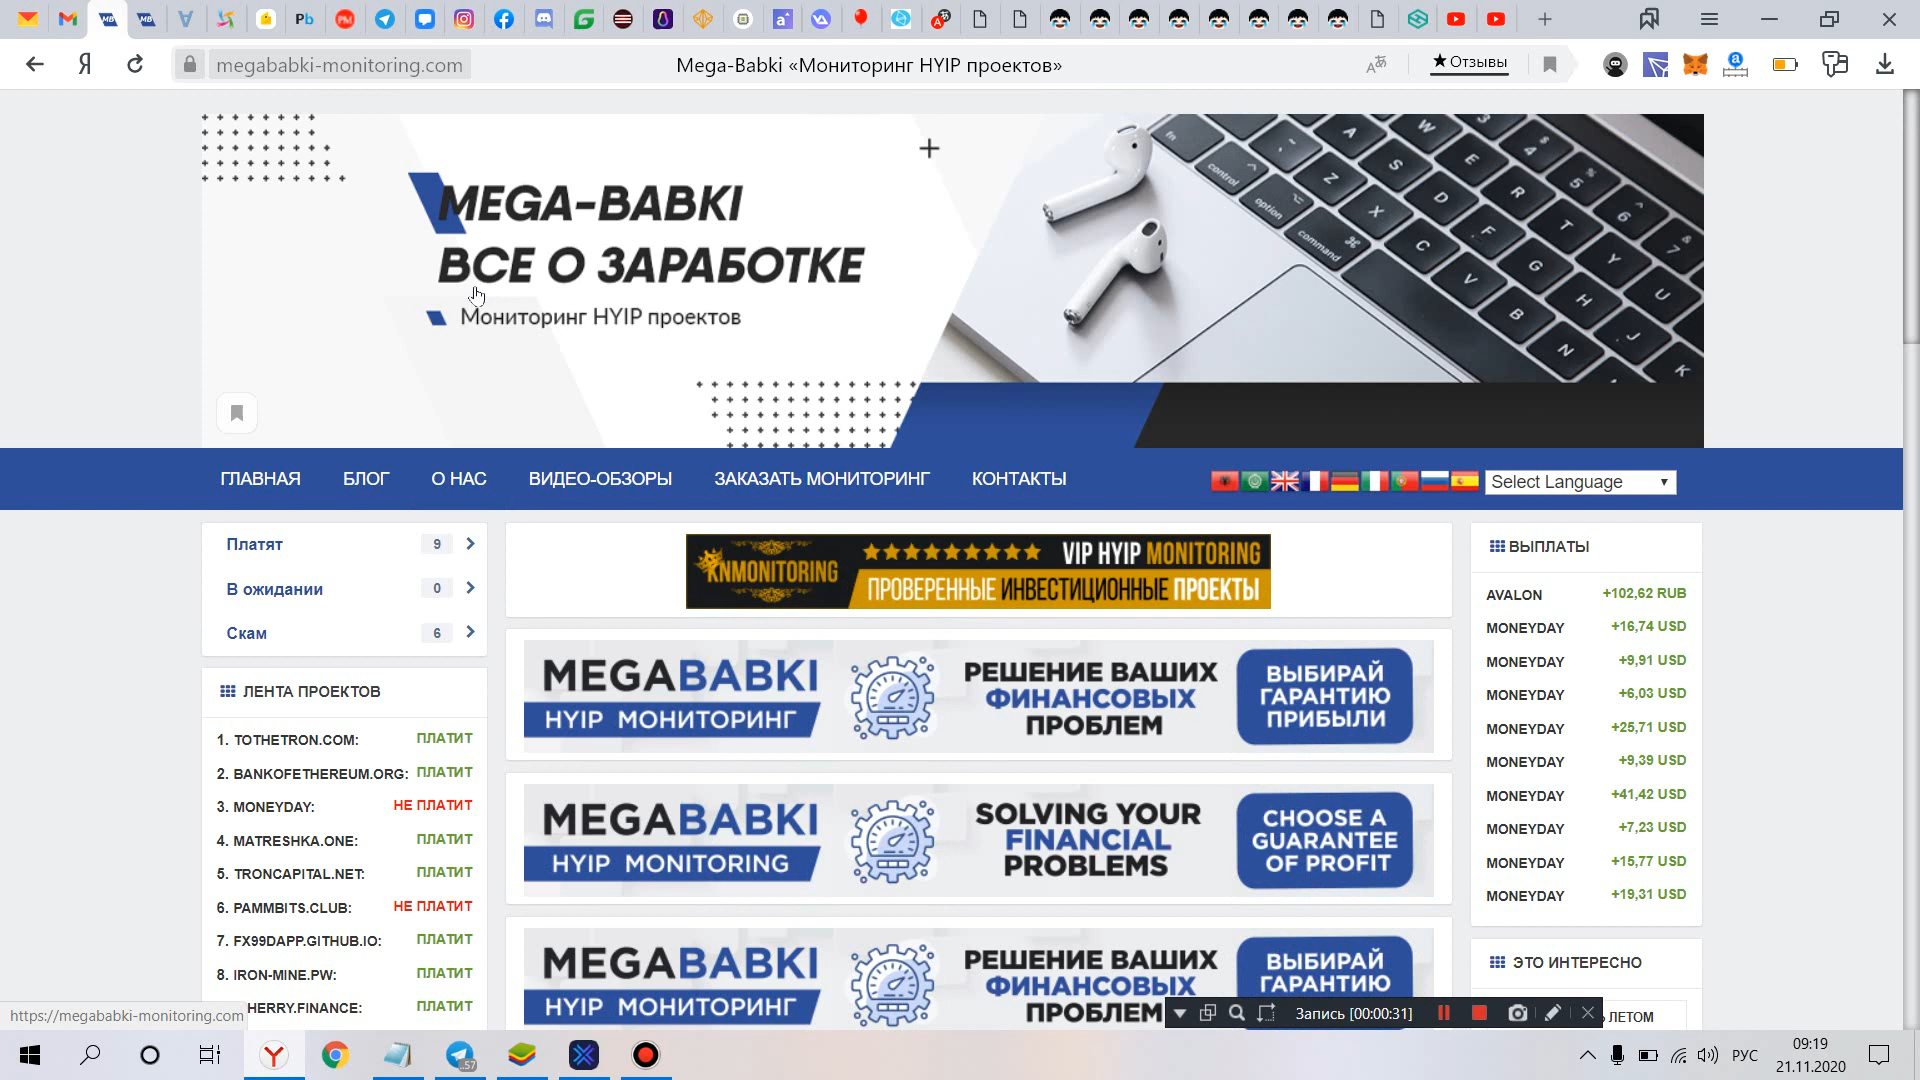 megababki-monitoring.com
Mega-Babki «Мониторинг HYIP проектов»
★Отзывы
MEGA-BABKI
ВСЕ О ЗАРАБОТКЕ
Мониторинг HYIP проектов
ГЛАВНАЯ БЛОГ О НАС ВИДЕО-ОБЗОРЫ ЗАКАЗАТЬ МОНИТОРИНГ КОНТАКТЫ
Select Language
Платят 9
В ожидании 0
Скам 6
ЛЕНТА ПРОЕКТОВ
1. TOTHETRON.COM: ПЛАТИТ
2. BANKOFETHEREUM.ORG: ПЛАТИТ
3. MONEYDAY: НЕ ПЛАТИТ
4. MATRESHKA.ONE: ПЛАТИТ
5. TRONCAPITAL.NET: ПЛАТИТ
6. PAMMBITS.CLUB: НЕ ПЛАТИТ
7. FX99DAPP.GITHUB.IO: ПЛАТИТ
8. IRON-MINE.PW: ПЛАТИТ
HERRY.FINANCE: ПЛАТИТ
KNMONITORING
VIP HYIP MONITORING
ПРОВЕРЕННЫЕ ИНВЕСТИЦИОННЫЕ ПРОЕКТЫ
MEGABABKI
HYIP МОНИТОРИНГ
РЕШЕНИЕ ВАШИХ
ФИНАНСОВЫХ
ПРОБЛЕМ
ВЫБИРАЙ
ГАРАНТИЮ
ПРИБЫЛИ
MEGABABKI
HYIP MONITORING
SOLVING YOUR
FINANCIAL
PROBLEMS
CHOOSE A
GUARANTEE
OF PROFIT
MEGABABKI
HYIP МОНИТОРИНГ
РЕШЕНИЕ ВАШИХ
ФИНАНСОВЫХ
ПРОБЛЕМ
ВЫБИРАЙ
ГАРАНТИЮ
ВЫПЛАТЫ
AVALON +102,62 RUB
MONEYDAY +16,74 USD
MONEYDAY +9,91 USD
MONEYDAY +6,03 USD
MONEYDAY +25,71 USD
MONEYDAY +9,39 USD
MONEYDAY +41,42 USD
MONEYDAY +7,23 USD
MONEYDAY +15,77 USD
MONEYDAY +19,31 USD
ЭТО ИНТЕРЕСНО
ЛЕТОМ
https://megababki-monitoring.com
Запись [00:00:31]
РУС
09:19
21.11.2020